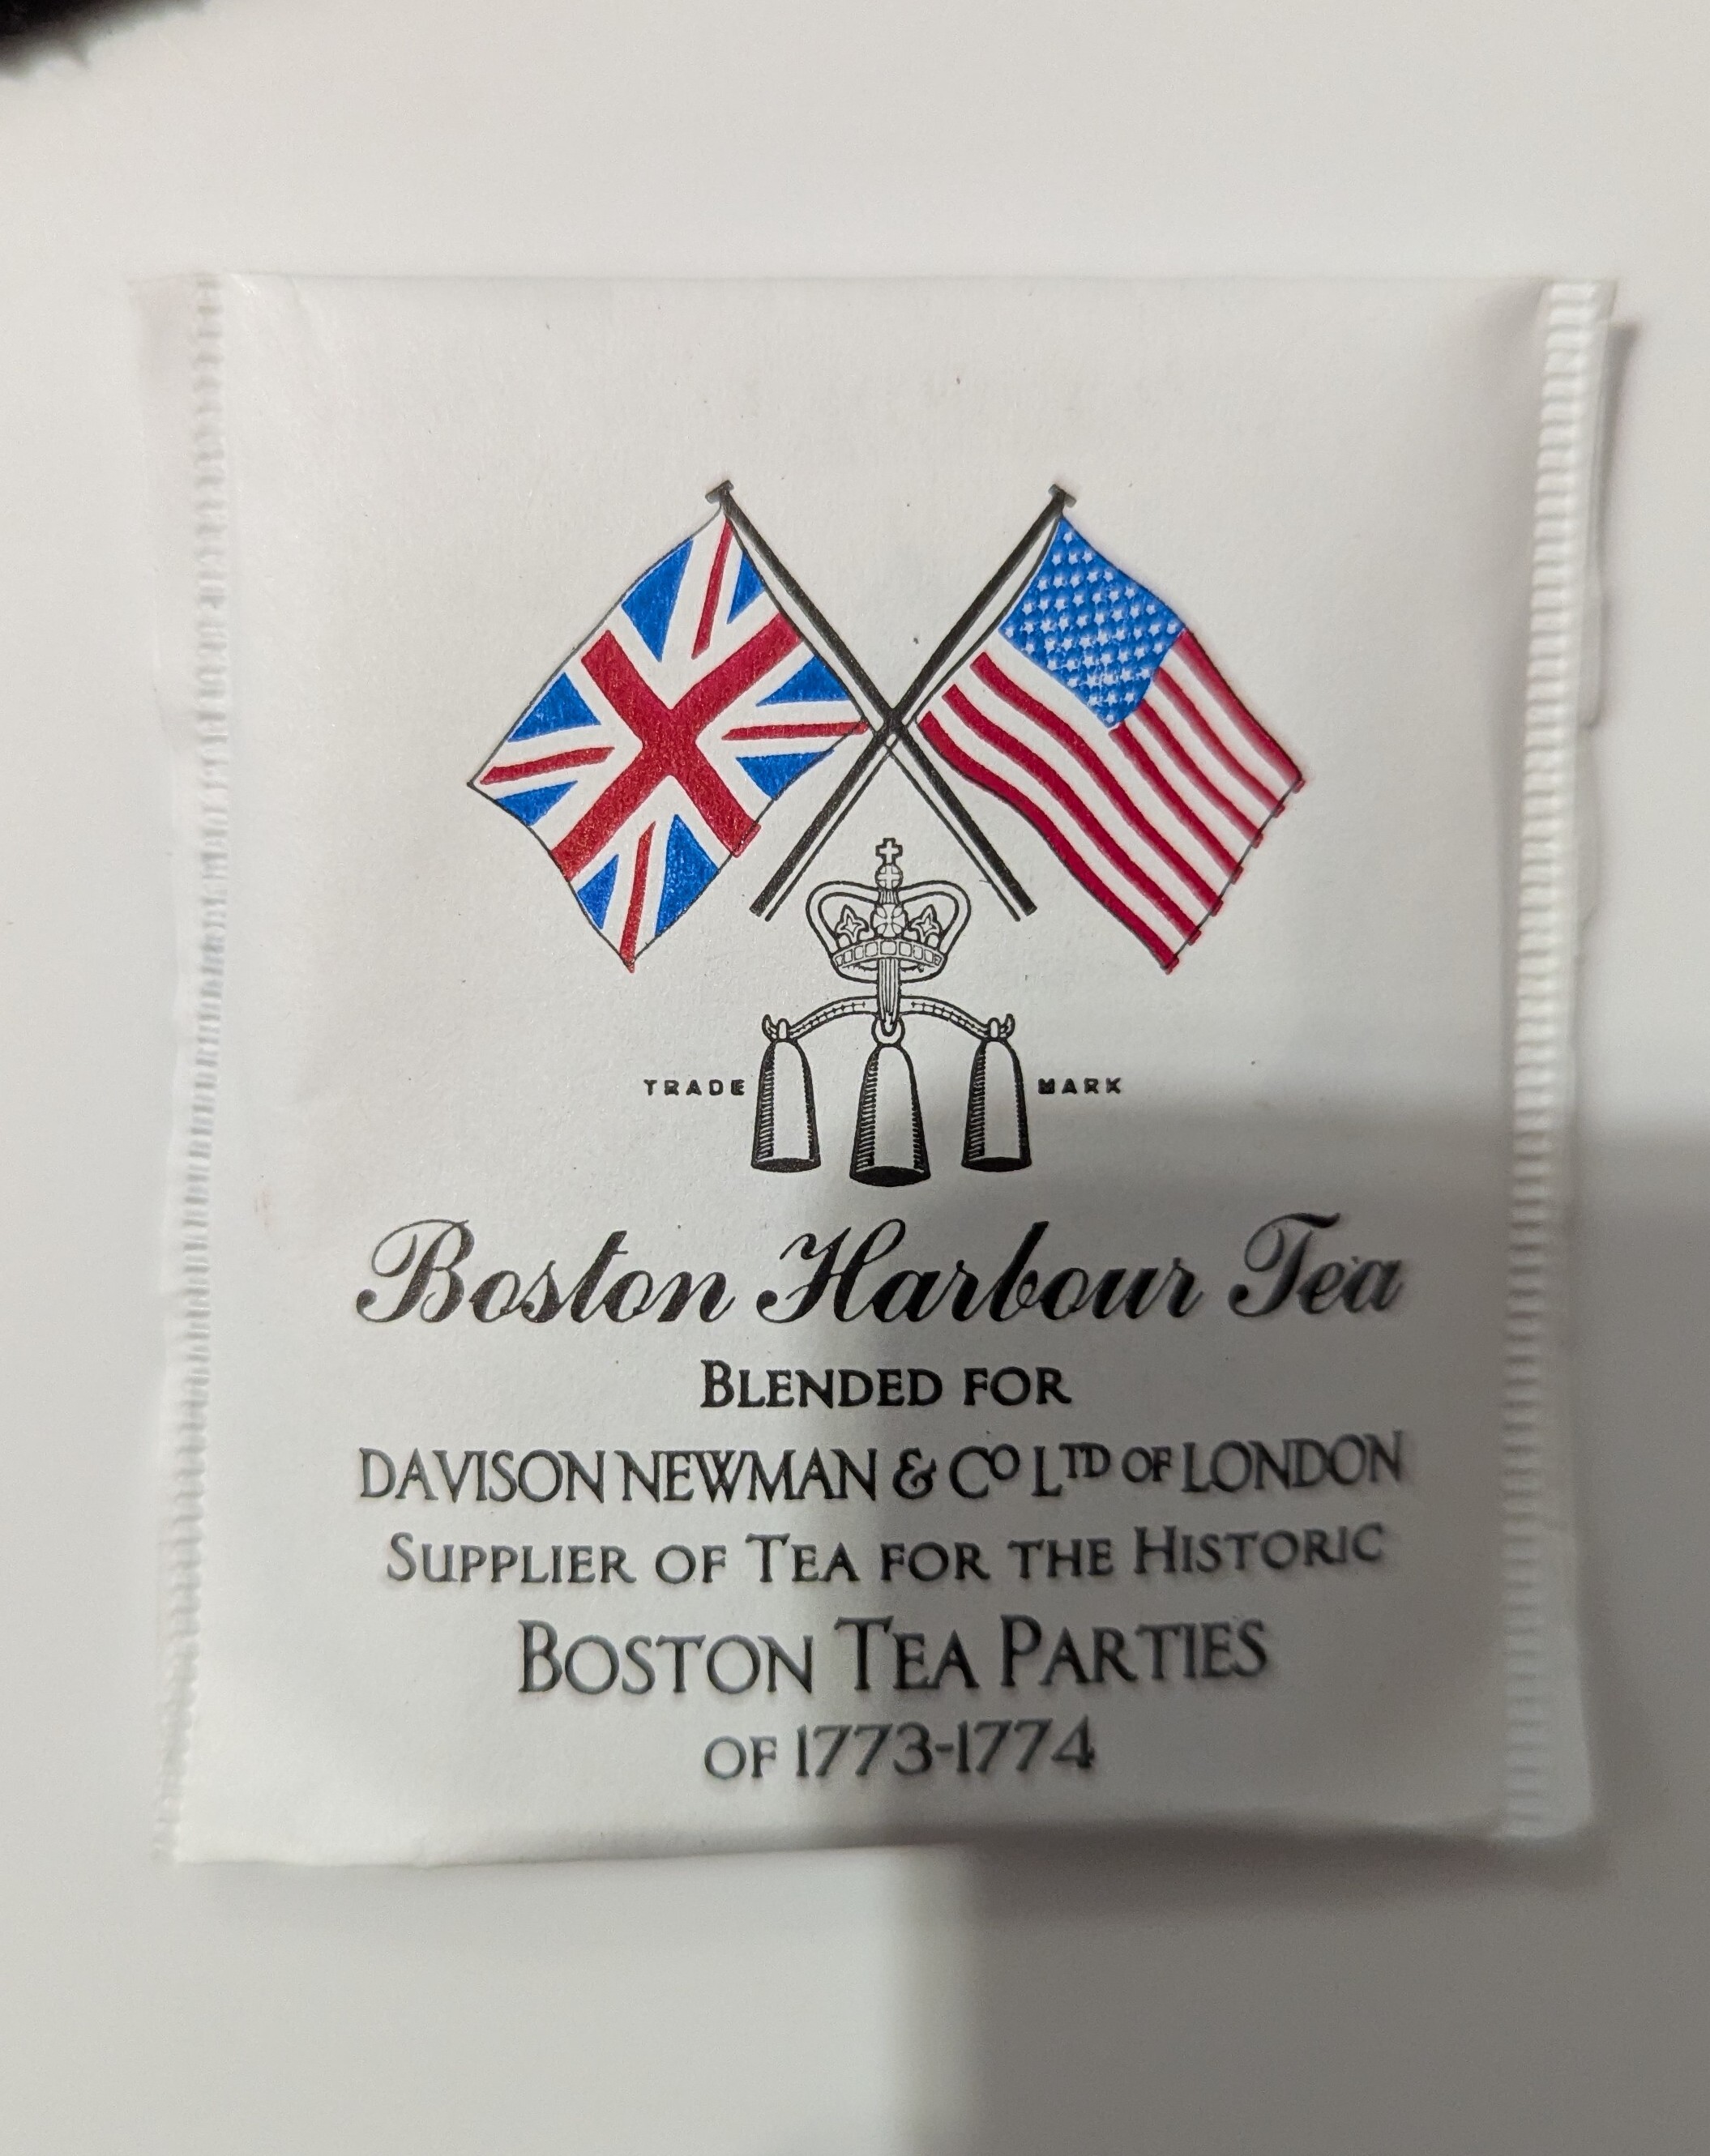 TRADE MARK
Boston Harbour Tea
BLENDED FOR
DAVISON NEWMAN & CO LTD OF LONDON
SUPPLIER OF TEA FOR THE HISTORIC
BOSTON TEA PARTIES
OF 1773-1774